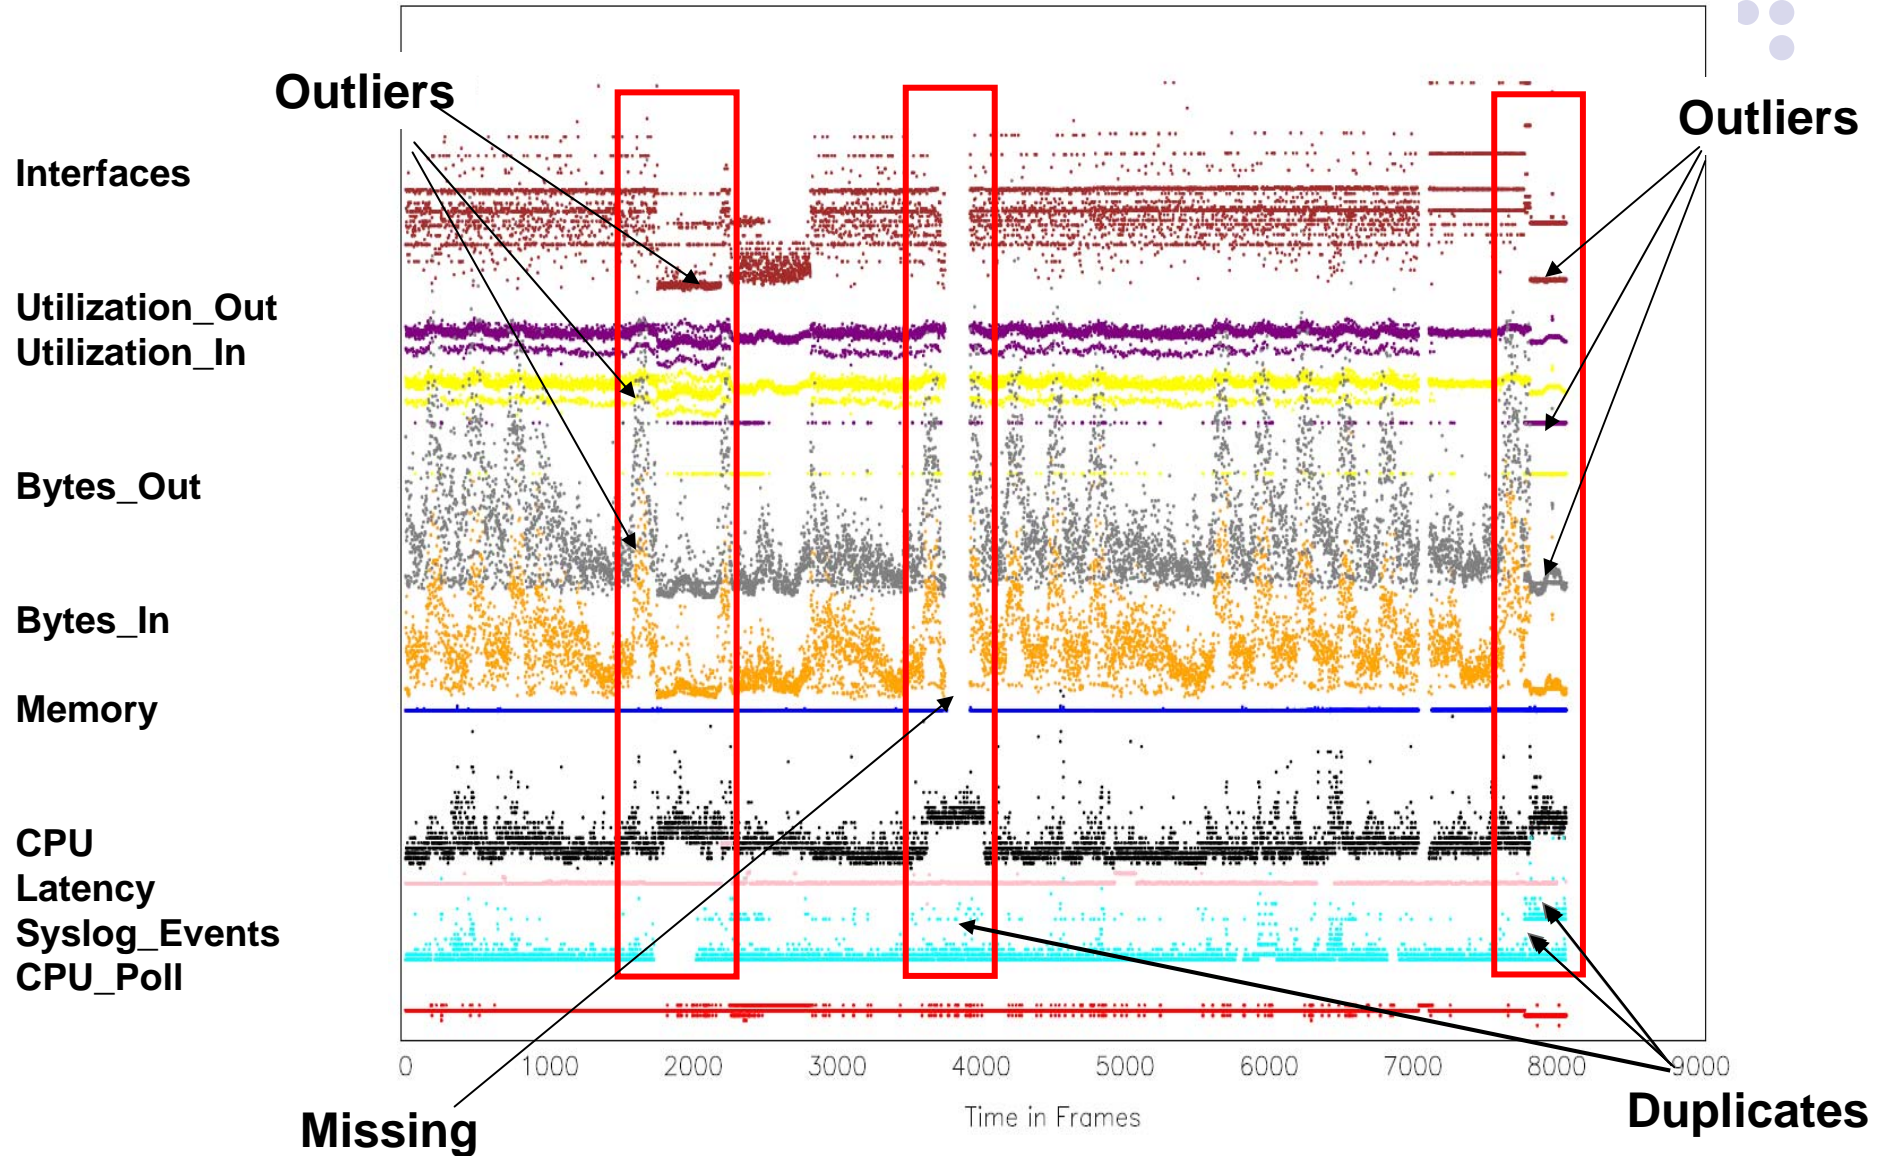 Outliers
Outliers
Interfaces
Utilization_Out
Utilization_In
Bytes_Out
Bytes_In
Memory
CPU
Latency
Syslog_Events
CPU_Poll
0 1000 2000 3000 4000 5000 6000 7000 8000 9000
Time in Frames
Missing
Duplicates